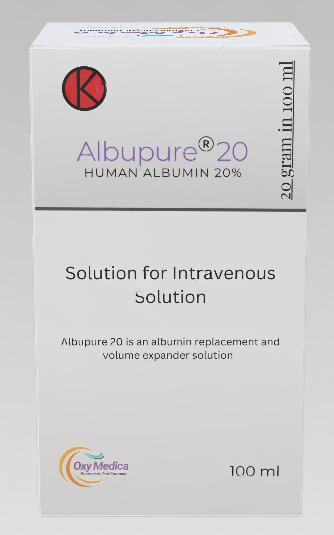 K
Albupure® 20
HUMAN ALBUMIN 20%
20 gram in 100 ml
Solution for Intravenous
Solution
Albupure 20 is an albumin replacement and
volume expander solution
Oxy Medica
100 ml